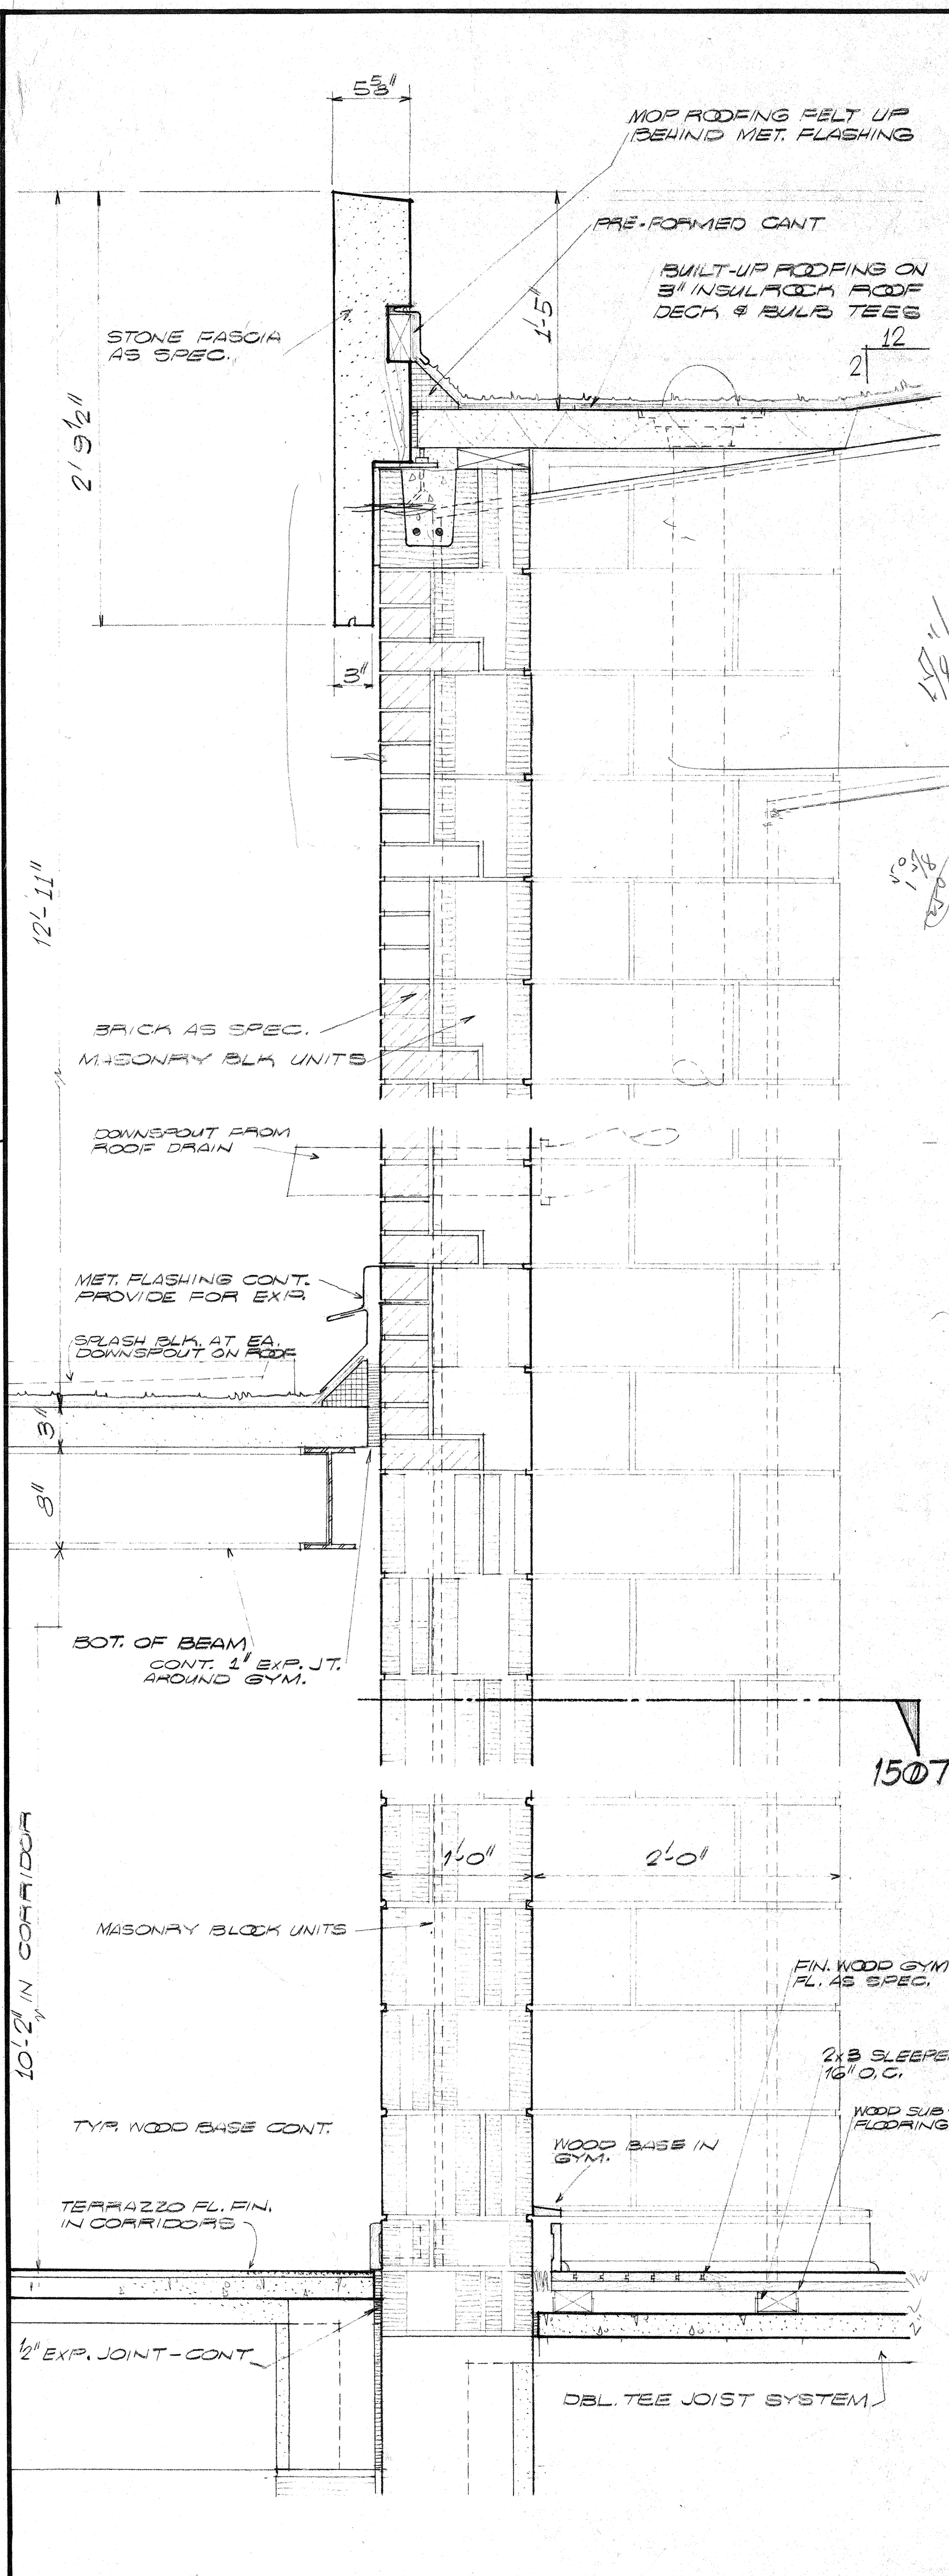 5 5/8"
MOP ROOFING FELT UP
BEHIND MET. FLASHING
PRE-FORMED CANT
BUILT-UP ROOFING ON
3" INSULROCK ROOF
DECK & BULB TEES
12
2
1'-5"
STONE FASCIA
AS SPEC.
2' 9 1/2"
3"
12'-11"
BRICK AS SPEC.
MASONRY BLK UNITS
DOWNSPOUT FROM
ROOF DRAIN
MET. FLASHING CONT.
PROVIDE FOR EXP.
SPLASH BLK. AT EA.
DOWNSPOUT ON ROOF
3"
8"
BOT. OF BEAM
CONT. 1" EXP. JT.
AROUND GYM.
1507
1'-0"
2'-0"
10'-2" IN CORRIDOR
MASONRY BLOCK UNITS
FIN. WOOD GYM
FL. AS SPEC.
2x3 SLEEPE
16" O.C.
WOOD SUB
FLOORING
TYP. WOOD BASE CONT.
WOOD BASE IN
GYM.
TERRAZZO FL. FIN.
IN CORRIDORS
1/2" EXP. JOINT-CONT
DBL. TEE JOIST SYSTEM